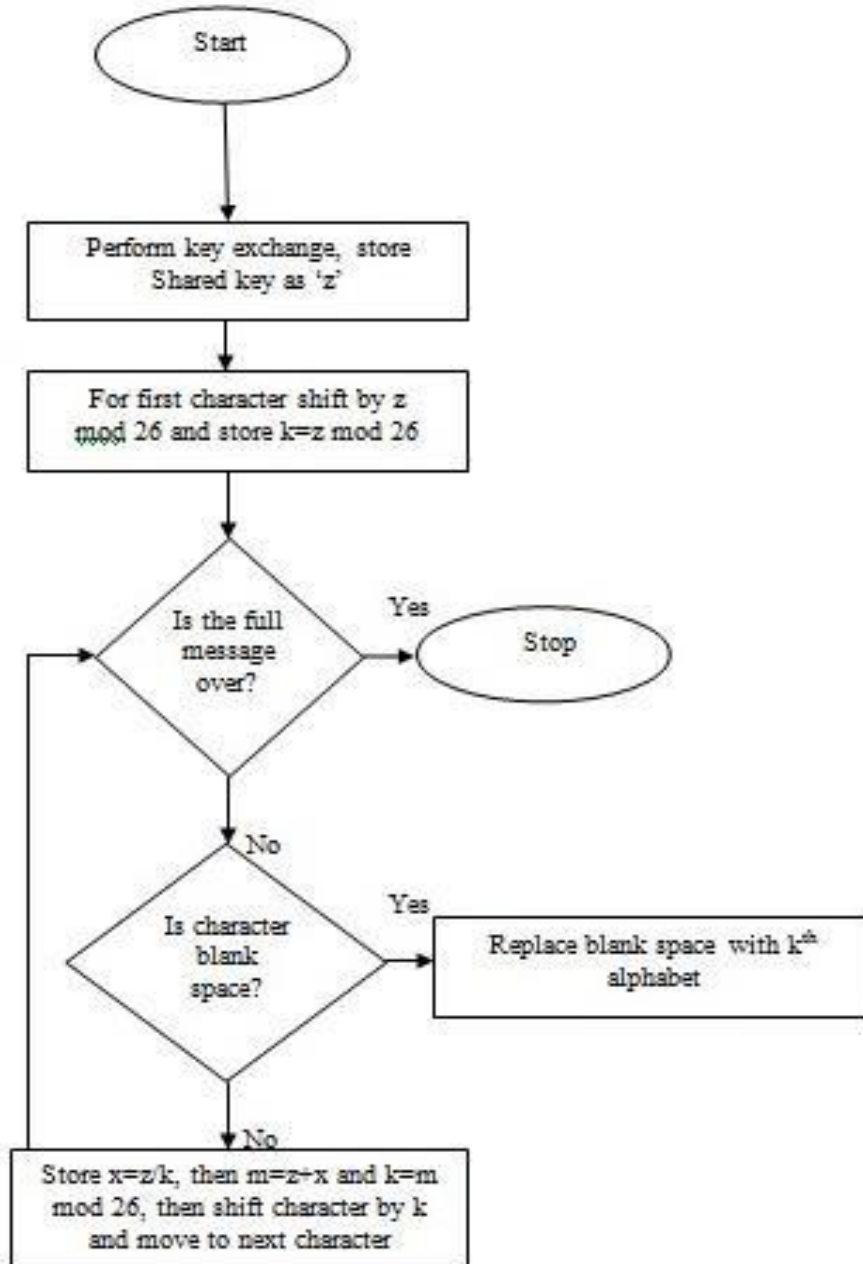 Start
Perform key exchange, store
Shared key as ‘z’
For first character shift by z
mod 26 and store k=z mod 26
Is the full
message
over?
Yes
Stop
No
Is character
blank
space?
Yes
Replace blank space with kᵗʰ
alphabet
No
Store x=z/k, then m=z+x and k=m
mod 26, then shift character by k
and move to next character